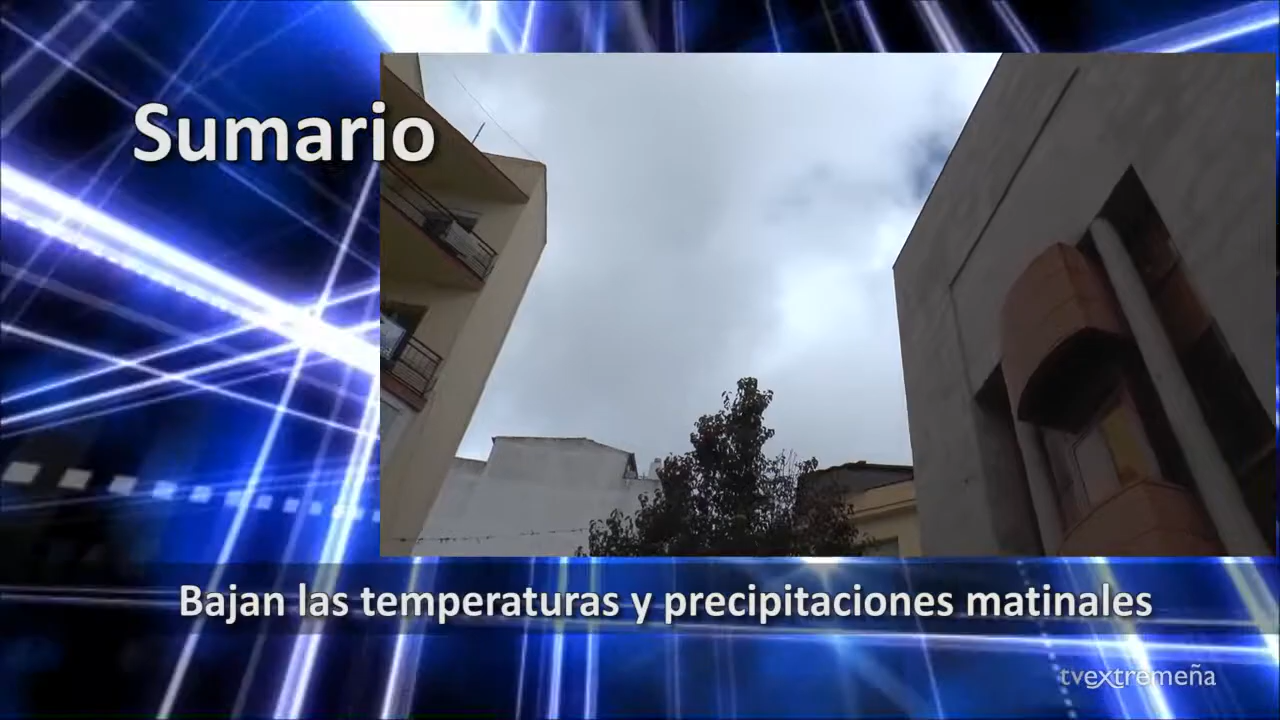 Sumario
Bajan las temperaturas y precipitaciones matinales
tvextremeña